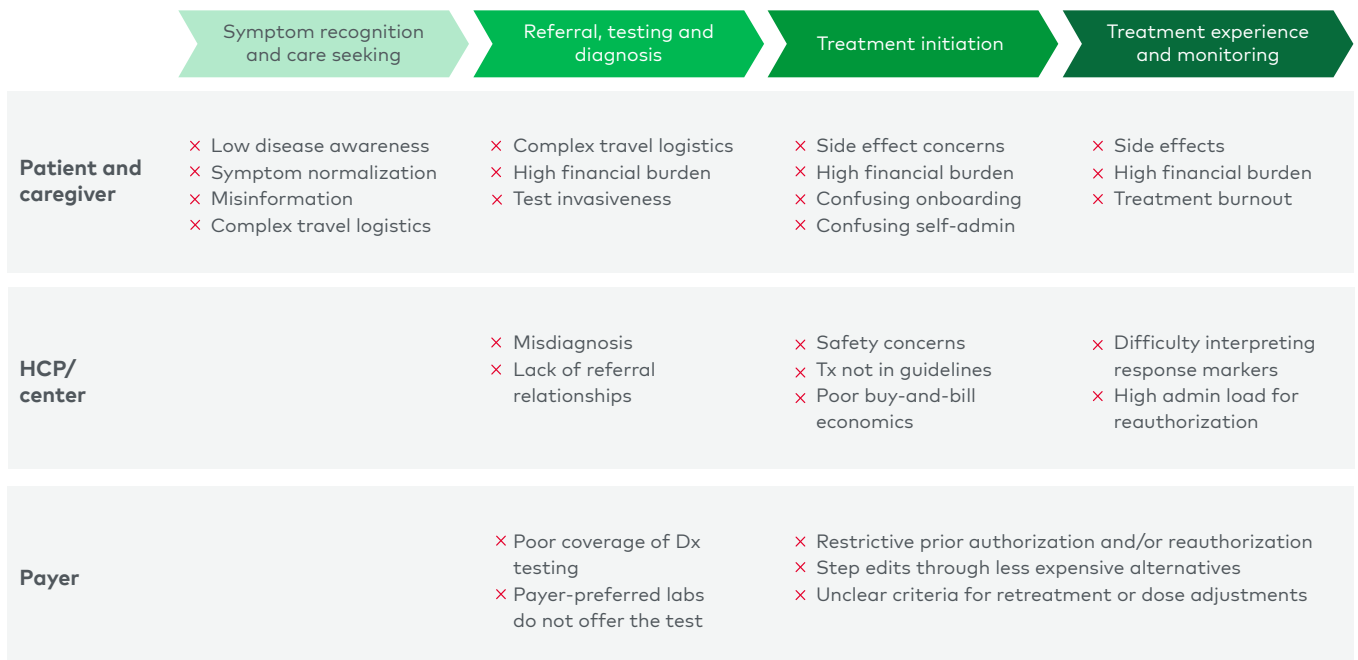 Symptom recognition
and care seeking
Referral, testing and
diagnosis
Treatment initiation
Treatment experience
and monitoring
Patient and
caregiver
× Low disease awareness
× Symptom normalization
× Misinformation
× Complex travel logistics
× Complex travel logistics
× High financial burden
× Test invasiveness
× Side effect concerns
× High financial burden
× Confusing onboarding
× Confusing self-admin
× Side effects
× High financial burden
× Treatment burnout
HCP/
center
× Misdiagnosis
× Lack of referral
relationships
× Safety concerns
× Tx not in guidelines
× Poor buy-and-bill
economics
× Difficulty interpreting
response markers
× High admin load for
reauthorization
Payer
× Poor coverage of Dx
testing
× Payer-preferred labs
do not offer the test
× Restrictive prior authorization and/or reauthorization
× Step edits through less expensive alternatives
× Unclear criteria for retreatment or dose adjustments